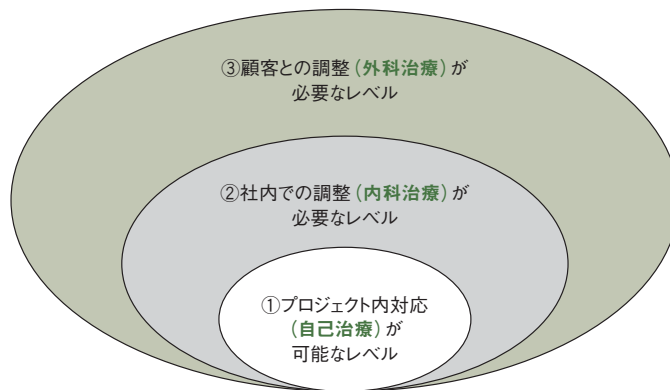 ③顧客との調整(外科治療)が
必要なレベル
②社内での調整(内科治療)が
必要なレベル
①プロジェクト内対応
(自己治療)が
可能なレベル